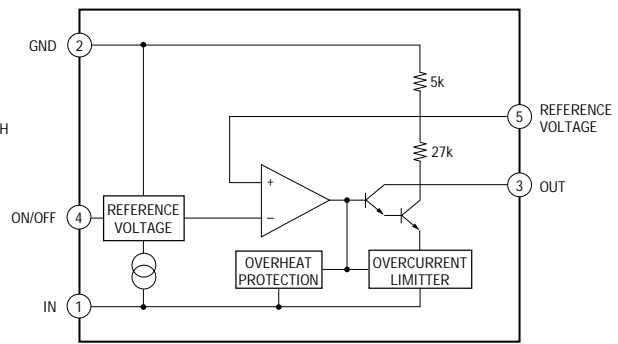 GND 2
5k
5 REFERENCE
VOLTAGE
H
27k
+
3 OUT
ON/OFF 4 REFERENCE
VOLTAGE
−
OVERHEAT
PROTECTION
OVERCURRENT
LIMITTER
IN 1